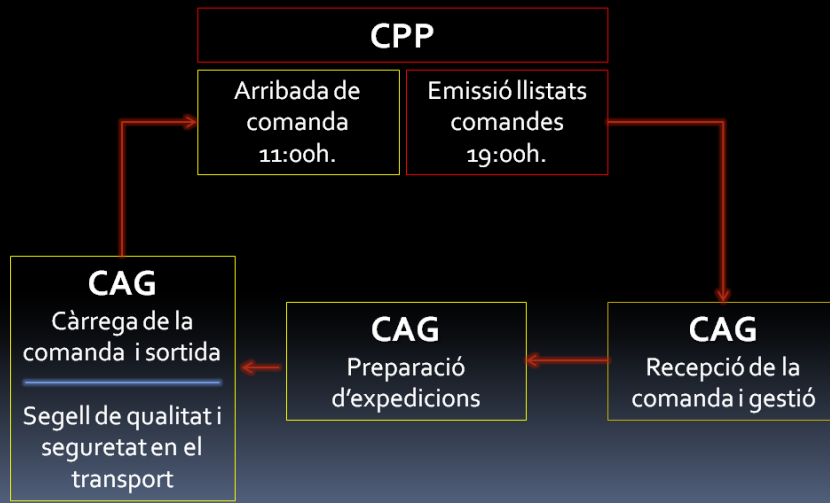 CPP
Arribada de
comanda
11:00h.
Emissió llistats
comandes
19:00h.
CAG
Càrrega de la
comanda i sortida
Segell de qualitat i
seguretat en el
transport
CAG
Preparació
d'expedicions
CAG
Recepció de la
comanda i gestió